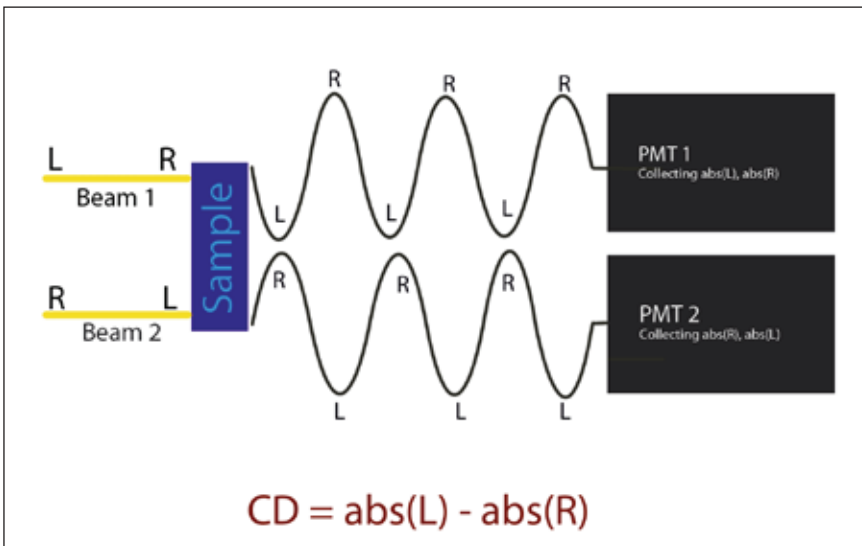 R R R
L R
Beam 1
L L L
PMT 1
Collecting abs(L), abs(R)
Sample
R L
Beam 2
R R R
L L L
PMT 2
Collecting abs(R), abs(L)
CD = abs(L) - abs(R)